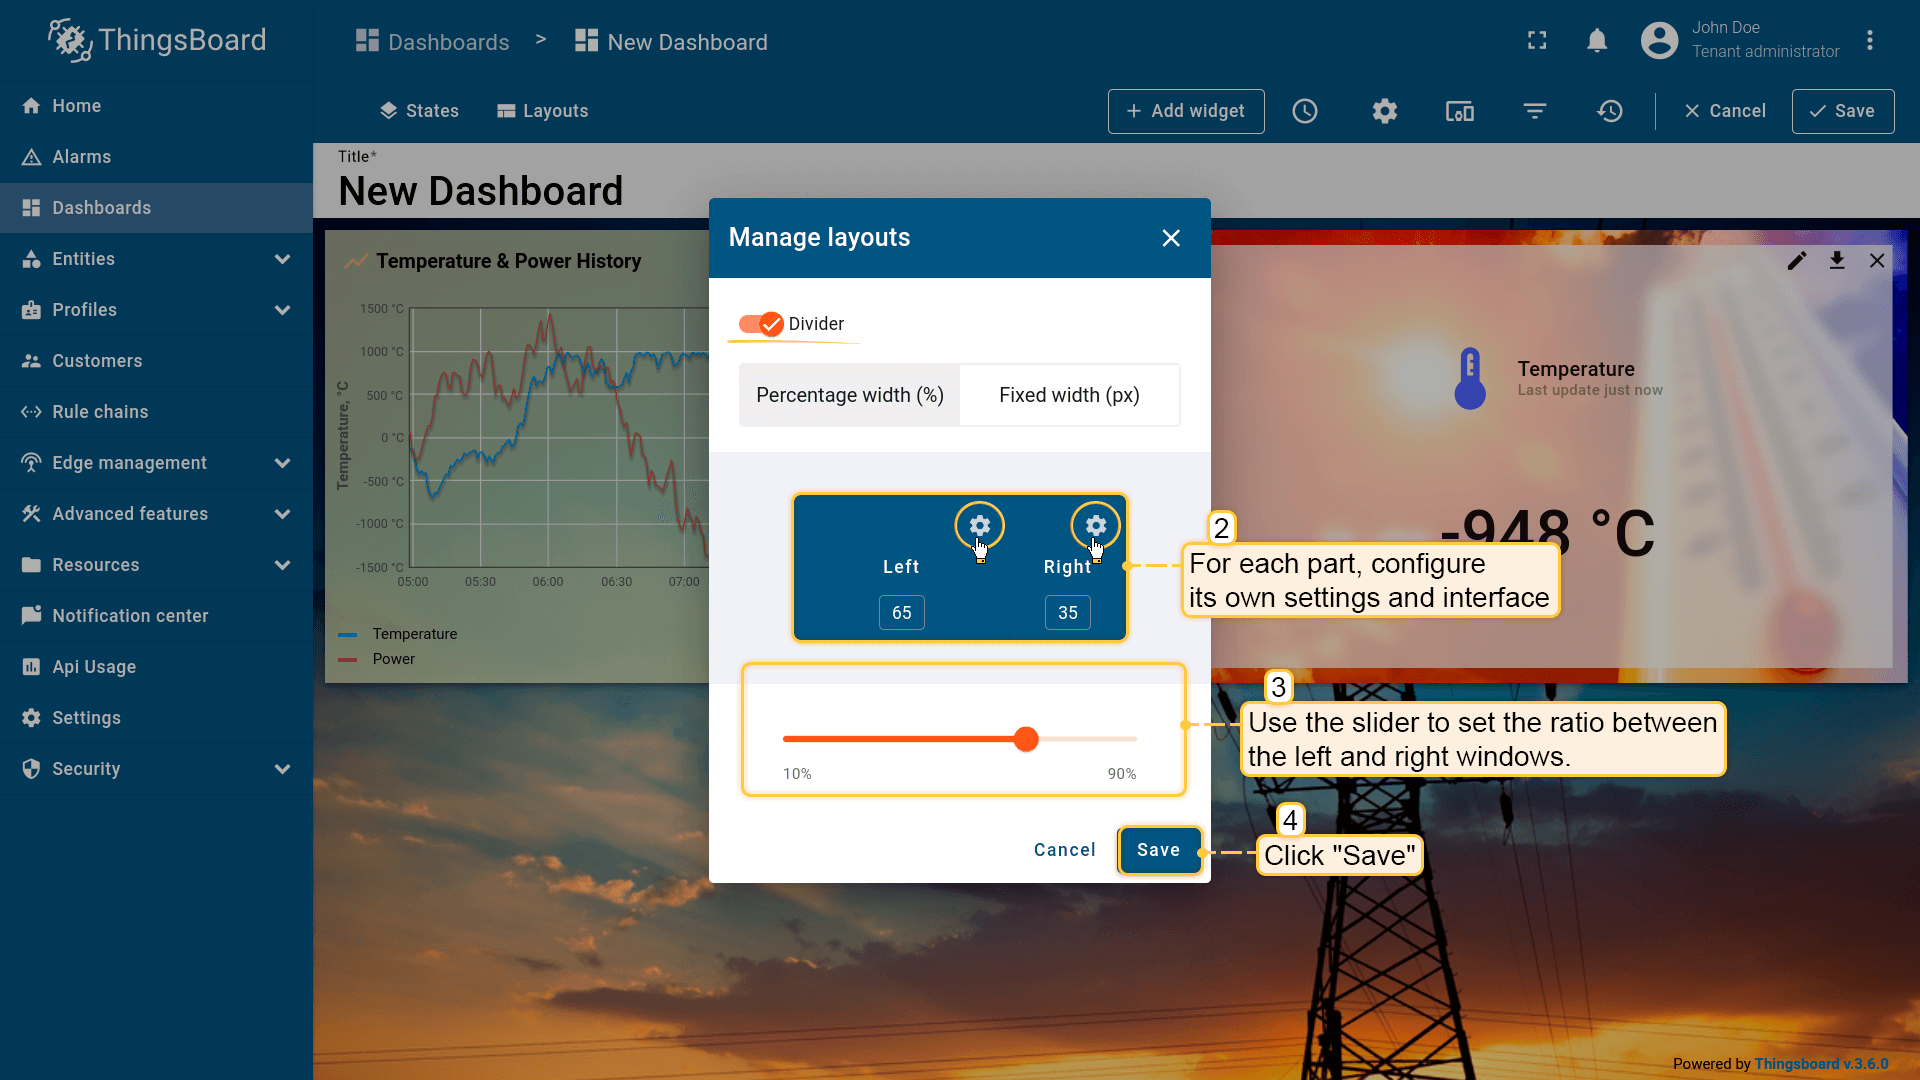 ThingsBoard
Dashboards > New Dashboard
John Doe
Tenant administrator
Home
Alarms
Dashboards
Entities
Profiles
Customers
Rule chains
Edge management
Advanced features
Resources
Notification center
Api Usage
Settings
Security
States
Layouts
+ Add widget
Cancel
Save
Title*
New Dashboard
Temperature & Power History
Temperature, °C
1500 °C
1000 °C
500 °C
0 °C
-500 °C
-1000 °C
-1500 °C
05:00 05:30 06:00 06:30 07:00
Temperature
Power
Manage layouts
Divider
Percentage width (%)
Fixed width (px)
Left
Right
65
35
10%
90%
Cancel
Save
Temperature
Last update just now
-948 °C
2
For each part, configure
its own settings and interface
3
Use the slider to set the ratio between
the left and right windows.
4
Click "Save"
Powered by Thingsboard v.3.6.0